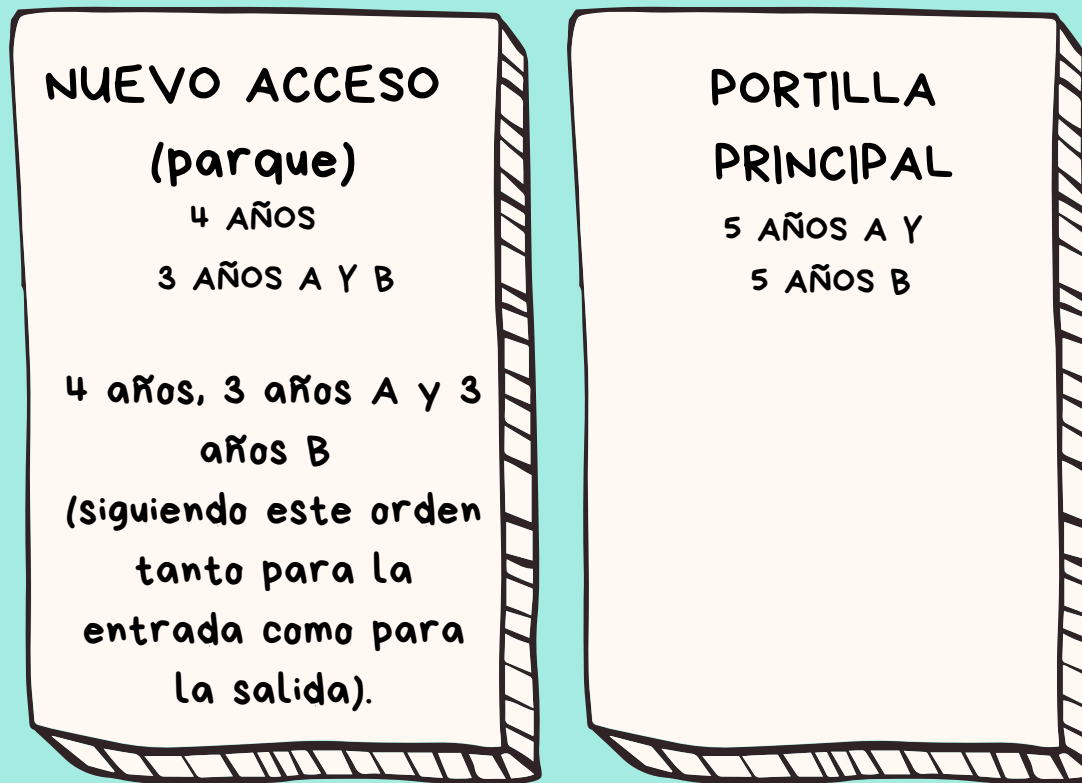 NUEVO ACCESO
(parque)
4 AÑOS
3 AÑOS A Y B
4 años, 3 años A y 3
años B
(siguiendo este orden
tanto para la
entrada como para
la salida).
PORTILLA
PRINCIPAL
5 AÑOS A Y
5 AÑOS B